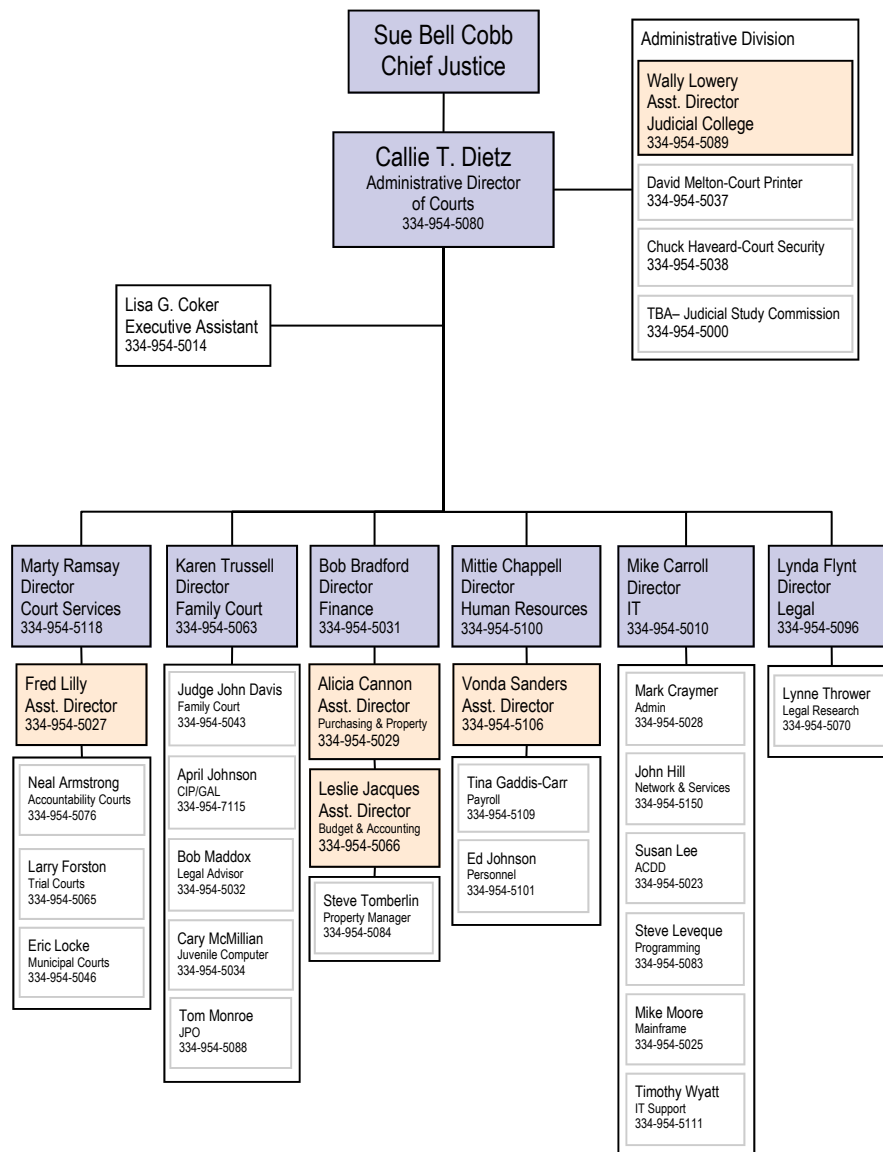 Sue Bell Cobb
Chief Justice
Callie T. Dietz
Administrative Director
of Courts
334-954-5080
Administrative Division
Wally Lowery
Asst. Director
Judicial College
334-954-5089
David Melton-Court Printer
334-954-5037
Chuck Haveard-Court Security
334-954-5038
TBA– Judicial Study Commission
334-954-5000
Lisa G. Coker
Executive Assistant
334-954-5014
Marty Ramsay
Director
Court Services
334-954-5118
Fred Lilly
Asst. Director
334-954-5027
Neal Armstrong
Accountability Courts
334-954-5076
Larry Forston
Trial Courts
334-954-5065
Eric Locke
Municipal Courts
334-954-5046
Karen Trussell
Director
Family Court
334-954-5063
Judge John Davis
Family Court
334-954-5043
April Johnson
CIP/GAL
334-954-7115
Bob Maddox
Legal Advisor
334-954-5032
Cary McMillian
Juvenile Computer
334-954-5034
Tom Monroe
JPO
334-954-5088
Bob Bradford
Director
Finance
334-954-5031
Alicia Cannon
Asst. Director
Purchasing & Property
334-954-5029
Leslie Jacques
Asst. Director
Budget & Accounting
334-954-5066
Steve Tomberlin
Property Manager
334-954-5084
Mittie Chappell
Director
Human Resources
334-954-5100
Vonda Sanders
Asst. Director
334-954-5106
Tina Gaddis-Carr
Payroll
334-954-5109
Ed Johnson
Personnel
334-954-5101
Mike Carroll
Director
IT
334-954-5010
Mark Craymer
Admin
334-954-5028
John Hill
Network & Services
334-954-5150
Susan Lee
ACDD
334-954-5023
Steve Leveque
Programming
334-954-5083
Mike Moore
Mainframe
334-954-5025
Timothy Wyatt
IT Support
334-954-5111
Lynda Flynt
Director
Legal
334-954-5096
Lynne Thrower
Legal Research
334-954-5070